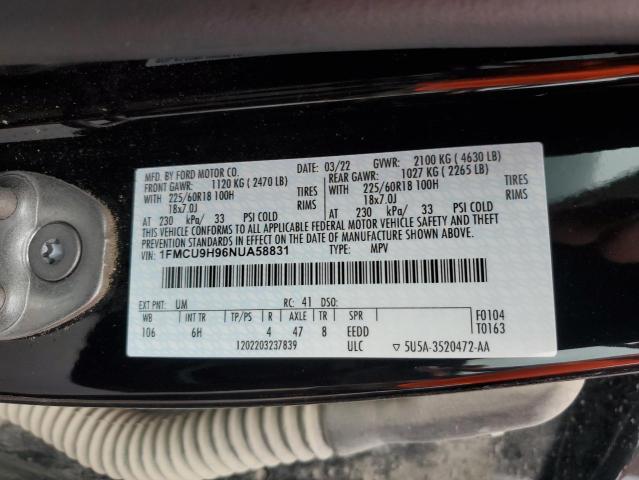 MFD. BY FORD MOTOR CO.
DATE: 03/22 GVWR: 2100 KG ( 4630 LB)
FRONT GAWR: 1120 KG ( 2470 LB) REAR GAWR: 1027 KG ( 2265 LB)
WITH 225/60R18 100H TIRES WITH 225/60R18 100H TIRES
18x7.0J RIMS 18x7.0J RIMS
AT 230 kPa/ 33 PSI COLD AT 230 kPa/ 33 PSI COLD
THIS VEHICLE CONFORMS TO ALL APPLICABLE FEDERAL MOTOR VEHICLE SAFETY AND THEFT
PREVENTION STANDARDS IN EFFECT ON THE DATE OF MANUFACTURE SHOWN ABOVE.
VIN: 1FMCU9H96NUA58831 TYPE: MPV
EXT PNT: UM RC: 41 DSO:
WB INT TR TP/PS R AXLE TR SPR F0104
106 6H 4 47 8 EEDD T0163
1202203237839 ULC ▽ 5U5A-3520472-AA